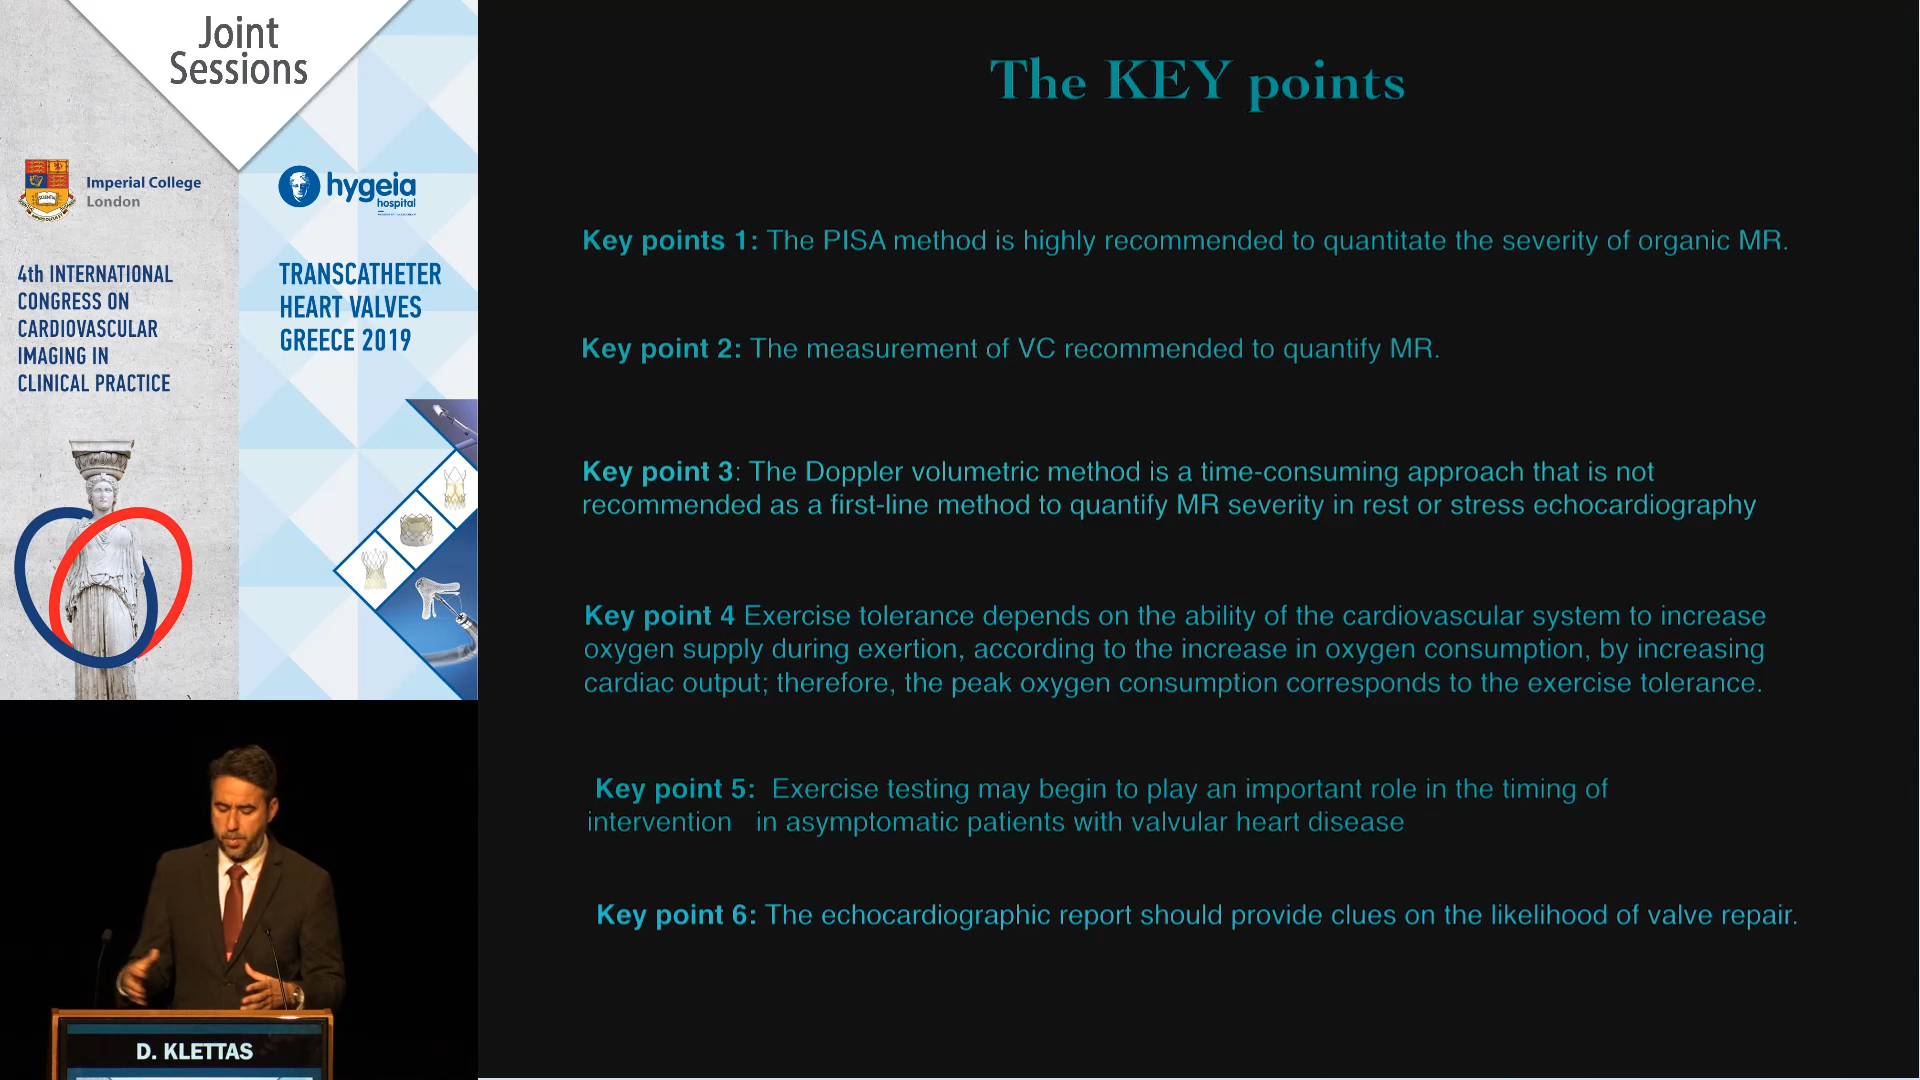 Joint
Sessions
Imperial College
London
hygeia
hospital
4th INTERNATIONAL
CONGRESS ON
CARDIOVASCULAR
IMAGING IN
CLINICAL PRACTICE
TRANSCATHETER
HEART VALVES
GREECE 2019
D. KLETTAS
The KEY points
Key points 1: The PISA method is highly recommended to quantitate the severity of organic MR.
Key point 2: The measurement of VC recommended to quantify MR.
Key point 3: The Doppler volumetric method is a time-consuming approach that is not
recommended as a first-line method to quantify MR severity in rest or stress echocardiography
Key point 4 Exercise tolerance depends on the ability of the cardiovascular system to increase
oxygen supply during exertion, according to the increase in oxygen consumption, by increasing
cardiac output; therefore, the peak oxygen consumption corresponds to the exercise tolerance.
Key point 5: Exercise testing may begin to play an important role in the timing of
intervention in asymptomatic patients with valvular heart disease
Key point 6: The echocardiographic report should provide clues on the likelihood of valve repair.